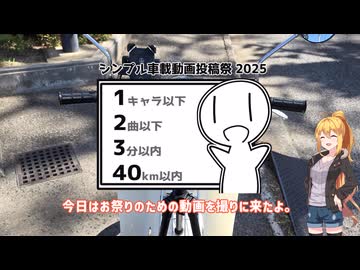 シンプル車載動画投稿祭 2025
1キャラ以下
2曲以下
3分以内
40km以内
今日はお祭りのための動画を撮りに来たよ。